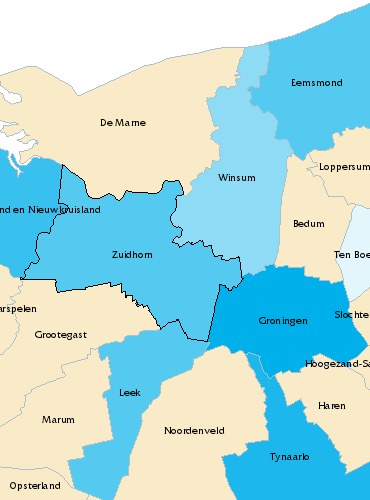 Eemsmond
De Marne
Loppersum
Winsum
nd en Nieuwkruisland
Bedum
Zuidhorn
Ten Boe
arspelen
Slochte
Groningen
Grootegast
Hoogezand-Sa
Leek
Haren
Marum
Noordenveld
Tynaarlo
Opsterland